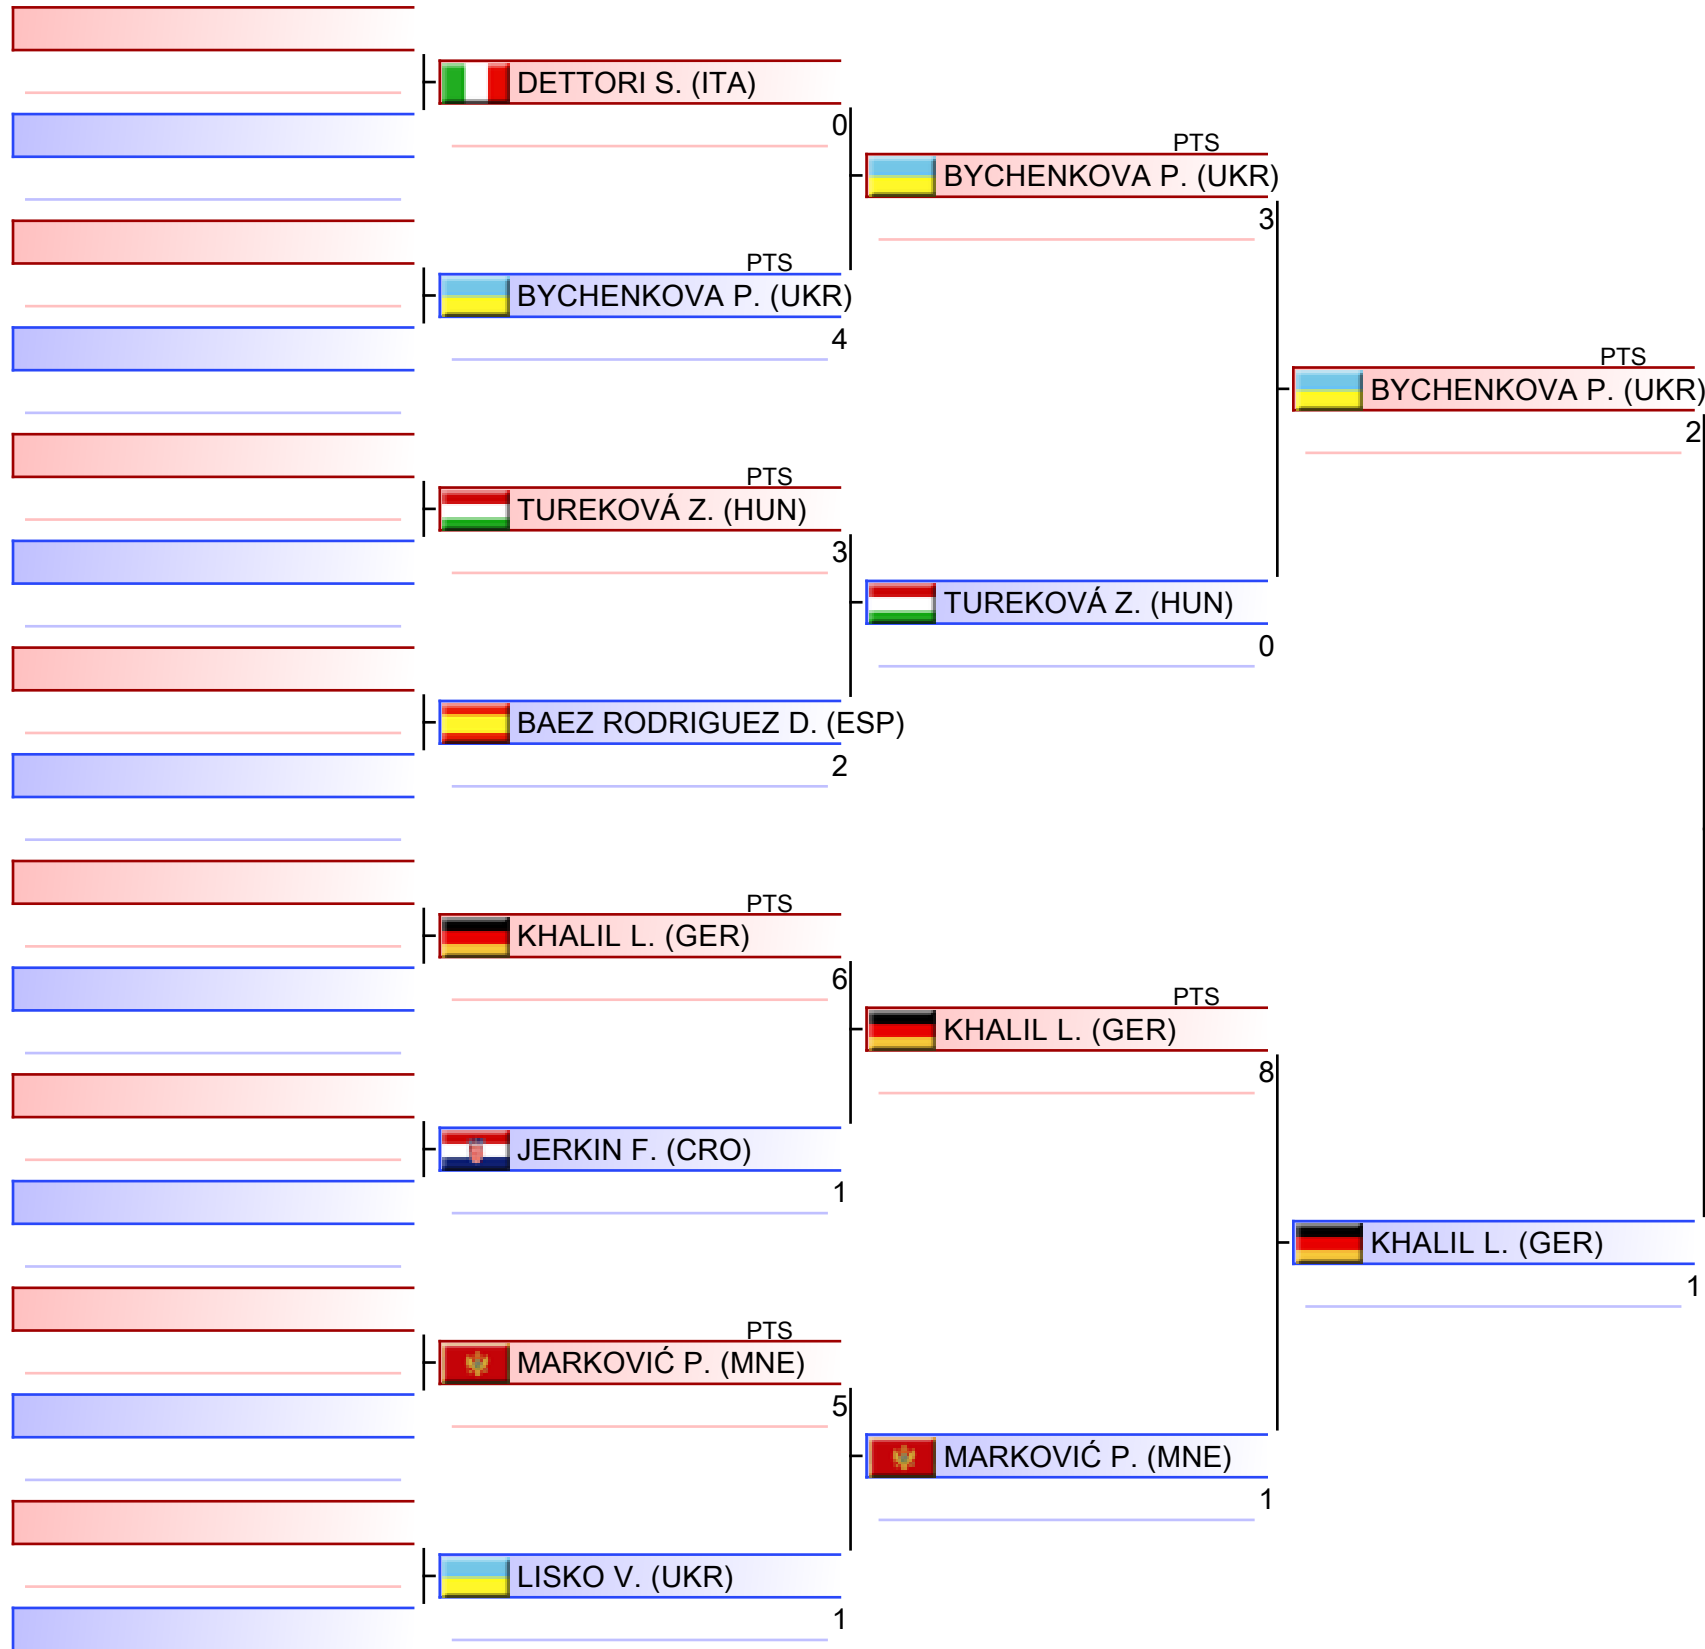 DETTORI S. (ITA)
0
PTS
BYCHENKOVA P. (UKR)
3
PTS
BYCHENKOVA P. (UKR)
4
PTS
BYCHENKOVA P. (UKR)
2
PTS
TUREKOVÁ Z. (HUN)
3
TUREKOVÁ Z. (HUN)
0
BAEZ RODRIGUEZ D. (ESP)
2
PTS
KHALIL L. (GER)
6
PTS
KHALIL L. (GER)
8
JERKIN F. (CRO)
1
KHALIL L. (GER)
1
PTS
MARKOVIĆ P. (MNE)
5
MARKOVIĆ P. (MNE)
1
LISKO V. (UKR)
1